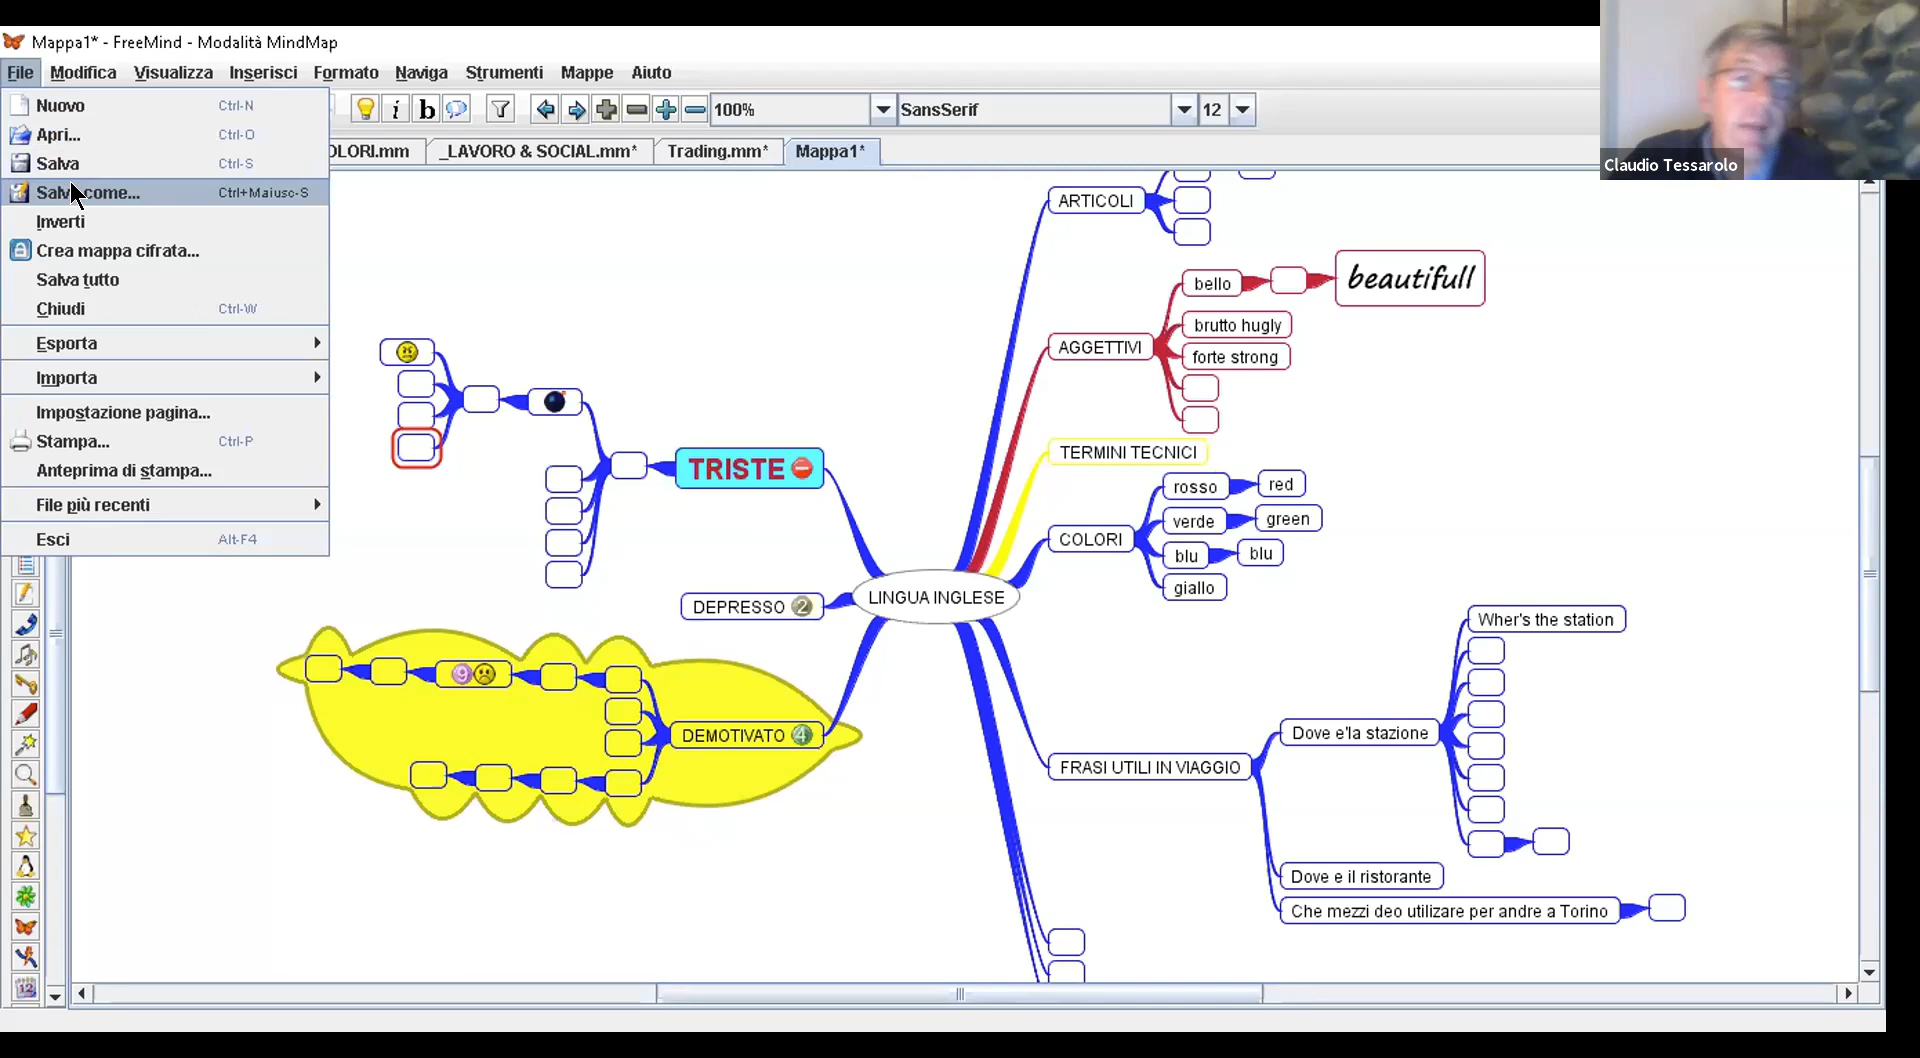 Mappa1* - FreeMind - Modalità MindMap
File Modifica Visualizza Inserisci Formato Naviga Strumenti Mappe Aiuto
Nuovo Ctrl-N
Apri... Ctrl-O
Salva Ctrl-S
Salva come... Ctrl+Maiusc-S
Inverti
Crea mappa cifrata...
Salva tutto
Chiudi Ctrl-W
Esporta
Importa
Impostazione pagina...
Stampa... Ctrl-P
Anteprima di stampa...
File più recenti
Esci Alt-F4
i b 100% SansSerif 12
OLORI.mm _LAVORO & SOCIAL.mm* Trading.mm* Mappa1*
Claudio Tessarolo
ARTICOLI
AGGETTIVI
bello
beautifull
brutto hugly
forte strong
TERMINI TECNICI
COLORI
rosso red
verde green
blu blu
giallo
LINGUA INGLESE
TRISTE
DEPRESSO 2
9
DEMOTIVATO 4
FRASI UTILI IN VIAGGIO
Dove e'la stazione
Wher's the station
Dove e il ristorante
Che mezzi deo utilizare per andre a Torino
12